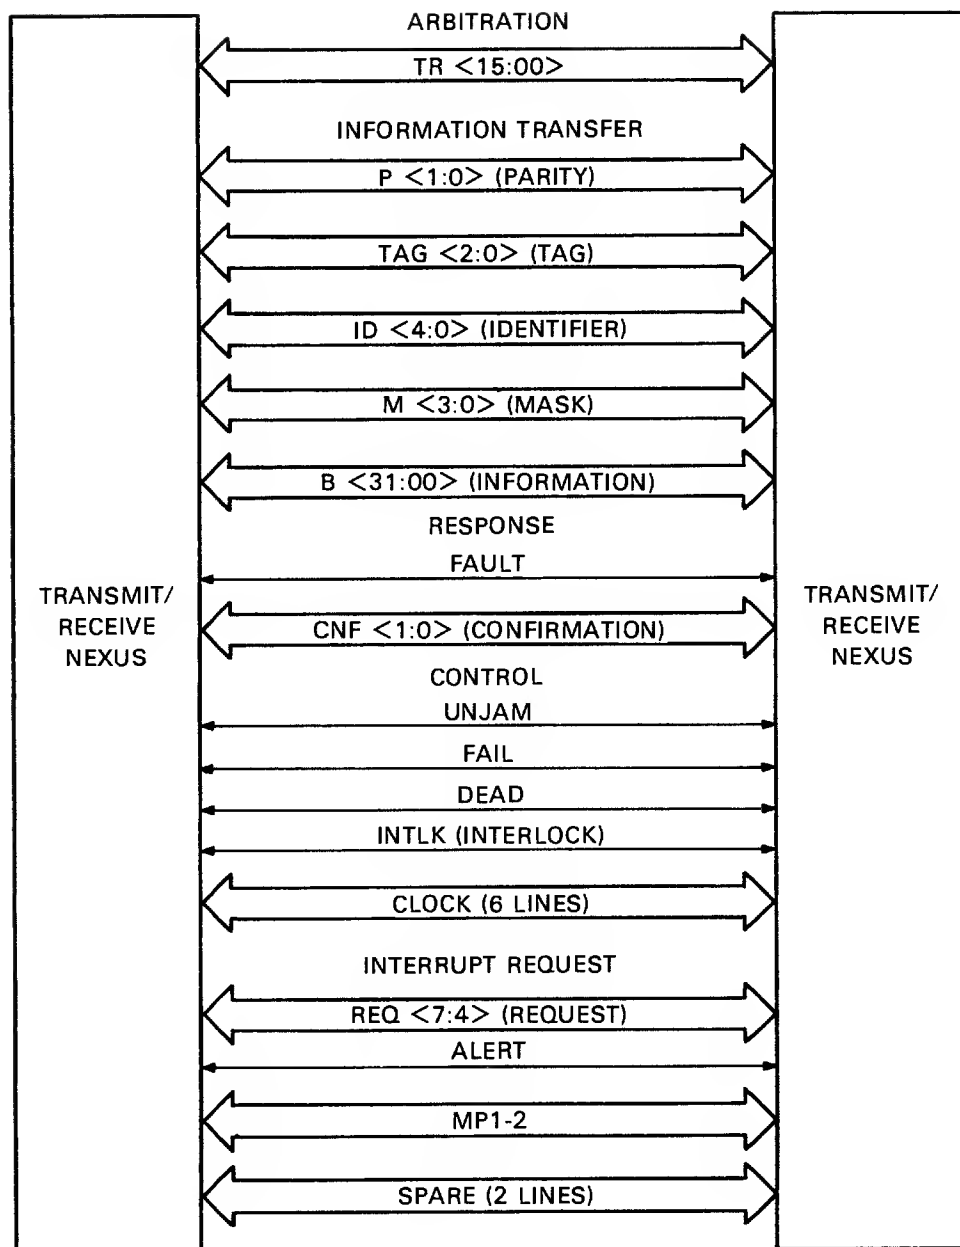 ARBITRATION
TR <15:00>
INFORMATION TRANSFER
P <1:0> (PARITY)
TAG <2:0> (TAG)
ID <4:0> (IDENTIFIER)
M <3:0> (MASK)
B <31:00> (INFORMATION)
RESPONSE
FAULT
TRANSMIT/
RECEIVE
NEXUS
CNF <1:0> (CONFIRMATION)
TRANSMIT/
RECEIVE
NEXUS
CONTROL
UNJAM
FAIL
DEAD
INTLK (INTERLOCK)
CLOCK (6 LINES)
INTERRUPT REQUEST
REQ <7:4> (REQUEST)
ALERT
MP1-2
SPARE (2 LINES)